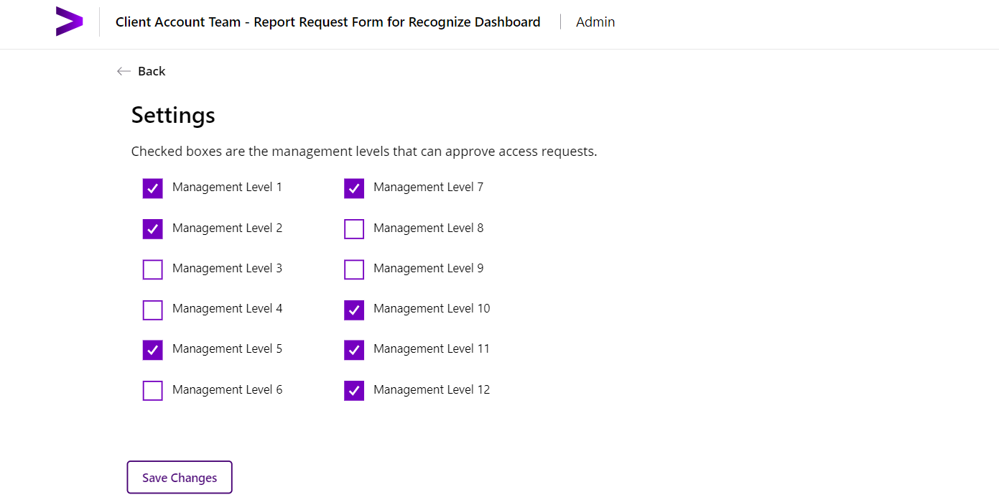 Client Account Team - Report Request Form for Recognize Dashboard
Admin
Back
Settings
Checked boxes are the management levels that can approve access requests.
Management Level 1
Management Level 7
Management Level 2
Management Level 8
Management Level 3
Management Level 9
Management Level 4
Management Level 10
Management Level 5
Management Level 11
Management Level 6
Management Level 12
Save Changes